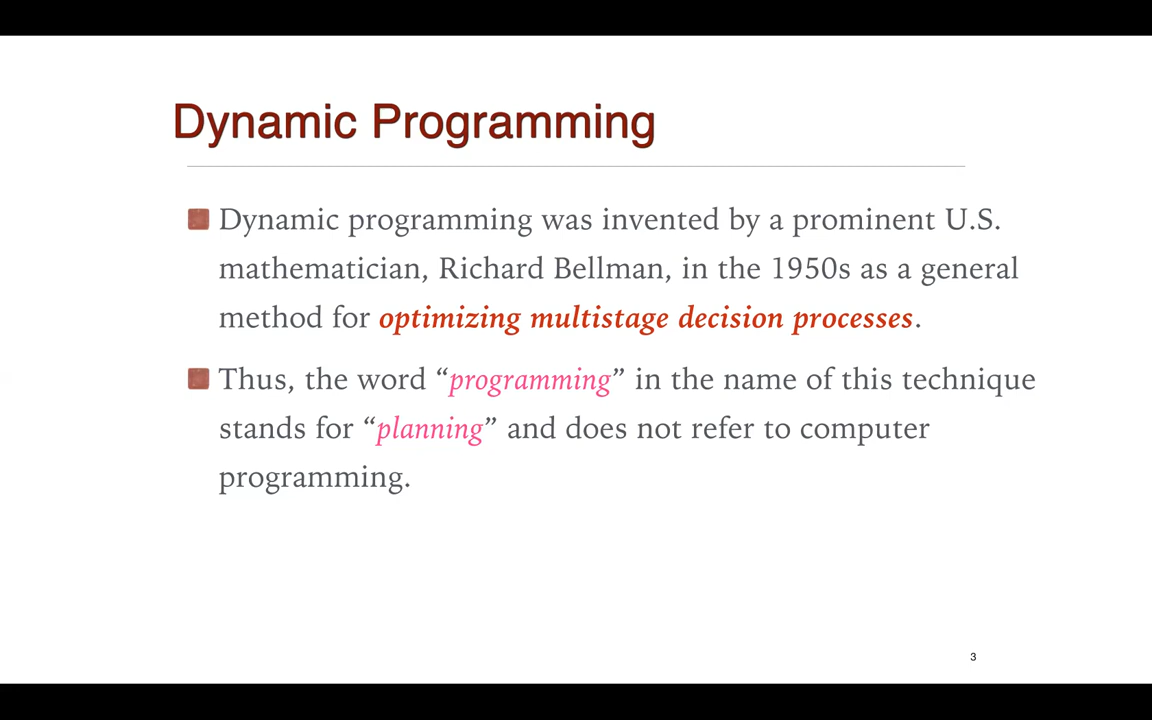 Dynamic Programming
Dynamic programming was invented by a prominent U.S.
mathematician, Richard Bellman, in the 1950s as a general
method for optimizing multistage decision processes.
Thus, the word “programming” in the name of this technique
stands for “planning” and does not refer to computer
programming.
3